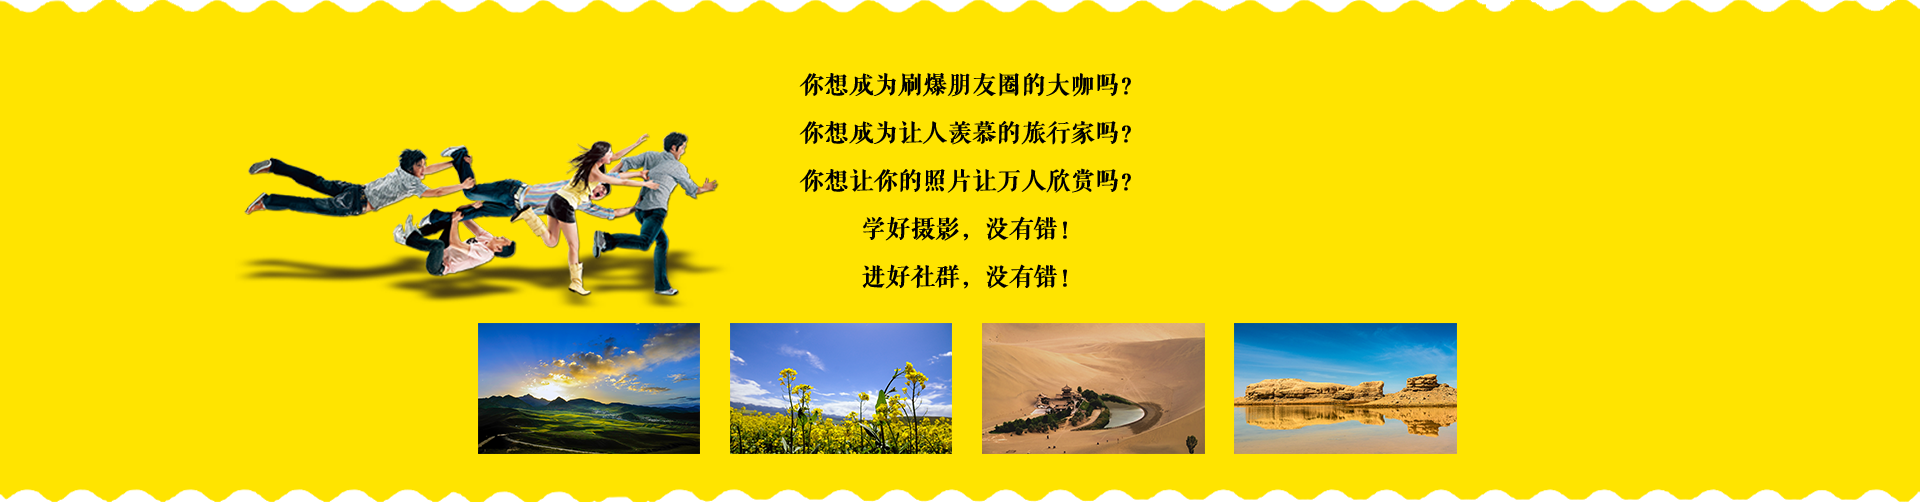 你想成为刷爆朋友圈的大咖吗？
你想成为让人羡慕的旅行家吗？
你想让你的照片让万人欣赏吗？
学好摄影，没有错！
进好社群，没有错！